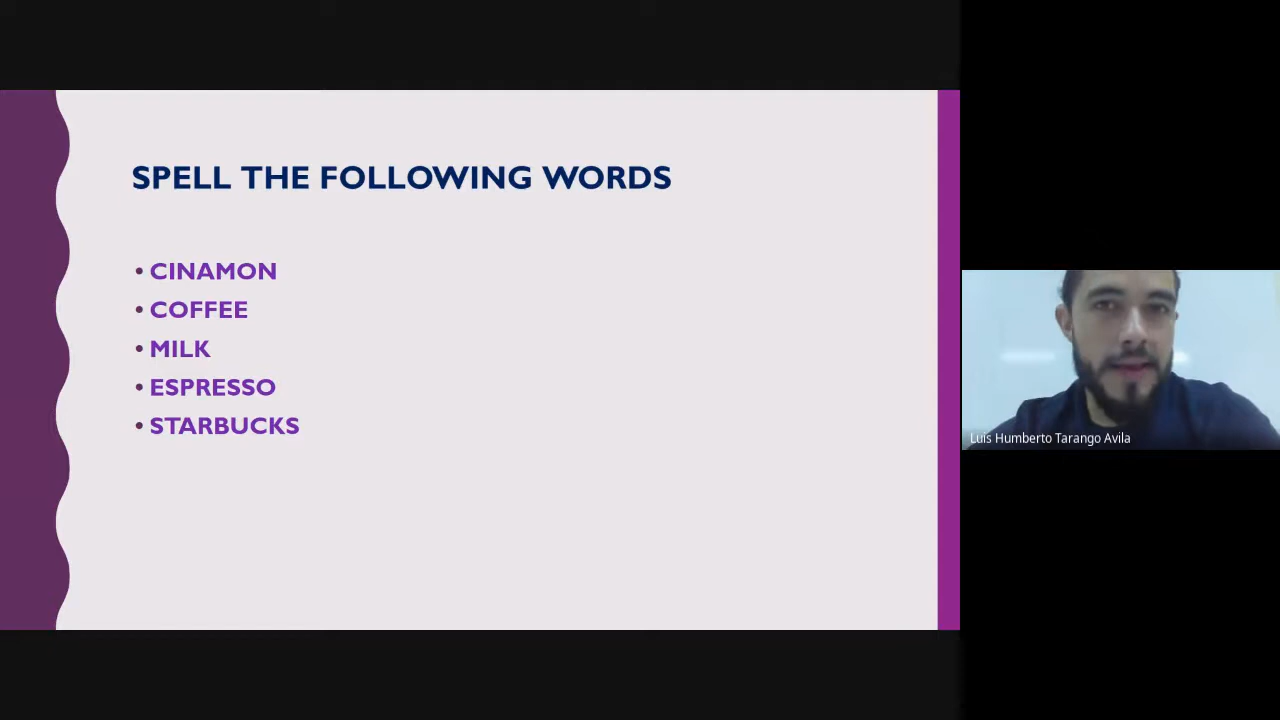 SPELL THE FOLLOWING WORDS
• CINAMON
• COFFEE
• MILK
• ESPRESSO
• STARBUCKS
Luis Humberto Tarango Avila